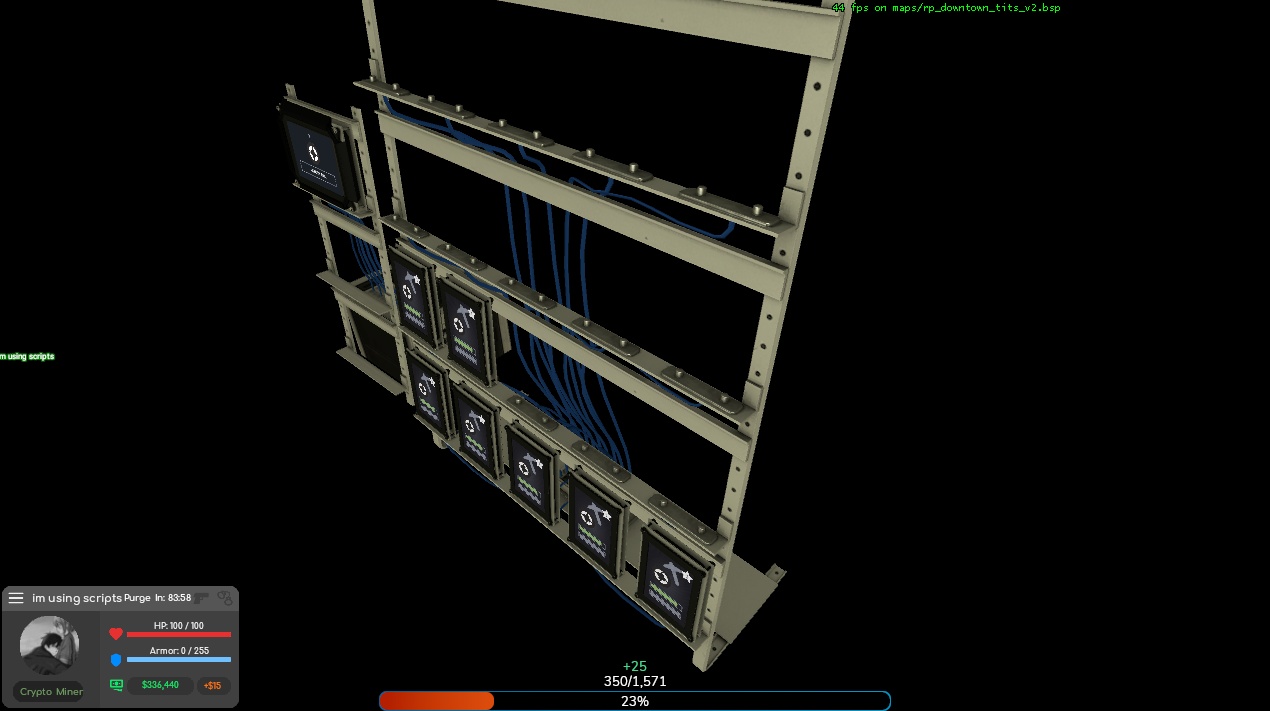 44 fps on maps/rp_downtown_tits_v2.bsp
m using scripts
im using scripts Purge In: 83:58
HP: 100 / 100
Armor: 0 / 255
Crypto Miner
$336,440
+$15
+25
350/1,571
23%